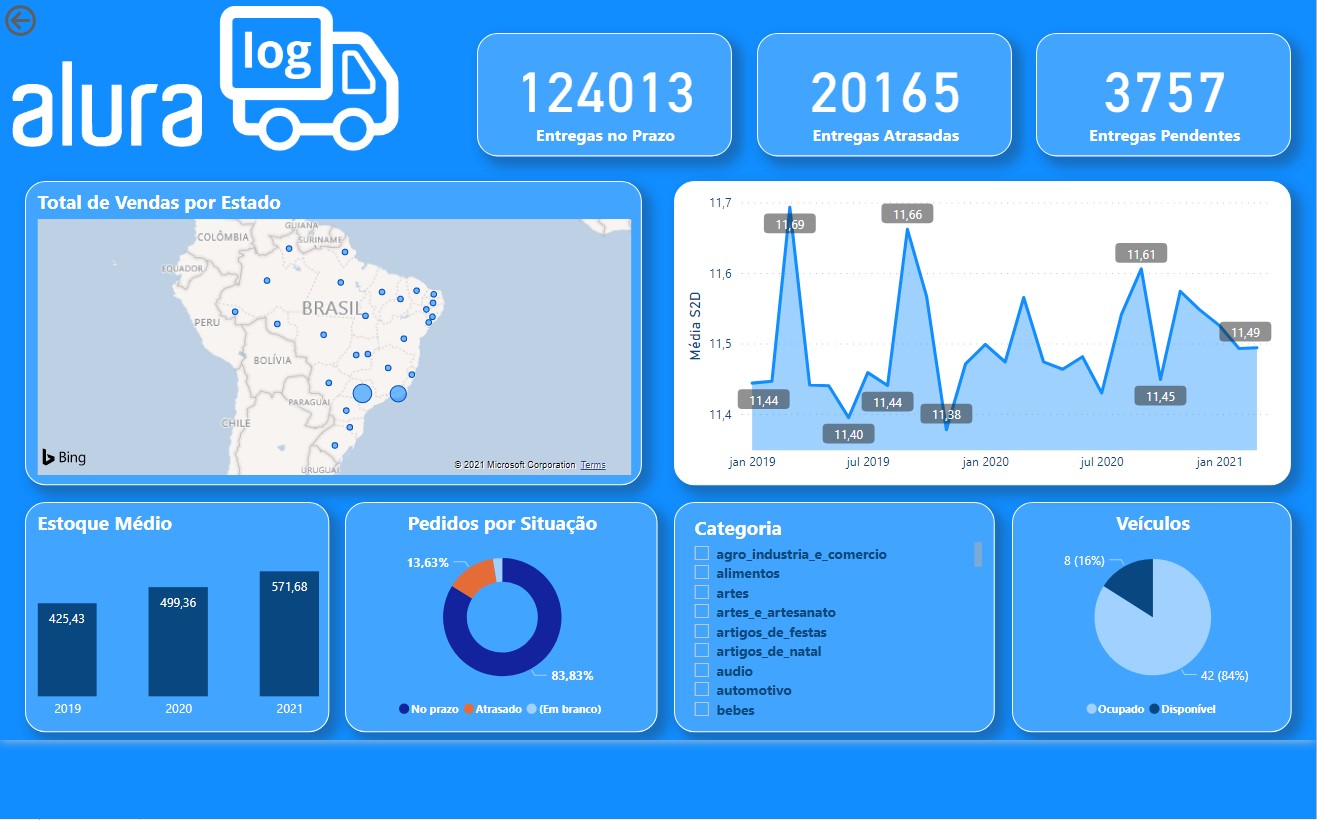 log
alura
124013
Entregas no Prazo
20165
Entregas Atrasadas
3757
Entregas Pendentes
Total de Vendas por Estado
GUIANA
COLÔMBIA
SURINAME
EQUADOR
BRASIL
PERU
BOLÍVIA
PARAGUAI
CHILE
URUGUAI
Bing
© 2021 Microsoft Corporation Terms
Média S2D
11,7
11,6
11,5
11,4
11,69
11,66
11,61
11,49
11,44
11,44
11,45
11,38
11,40
jan 2019
jul 2019
jan 2020
jul 2020
jan 2021
Estoque Médio
425,43
499,36
571,68
2019
2020
2021
Pedidos por Situação
13,63%
83,83%
No prazo Atrasado (Em branco)
Categoria
agro_industria_e_comercio
alimentos
artes
artes_e_artesanato
artigos_de_festas
artigos_de_natal
audio
automotivo
bebes
Veículos
8 (16%)
42 (84%)
Ocupado Disponível